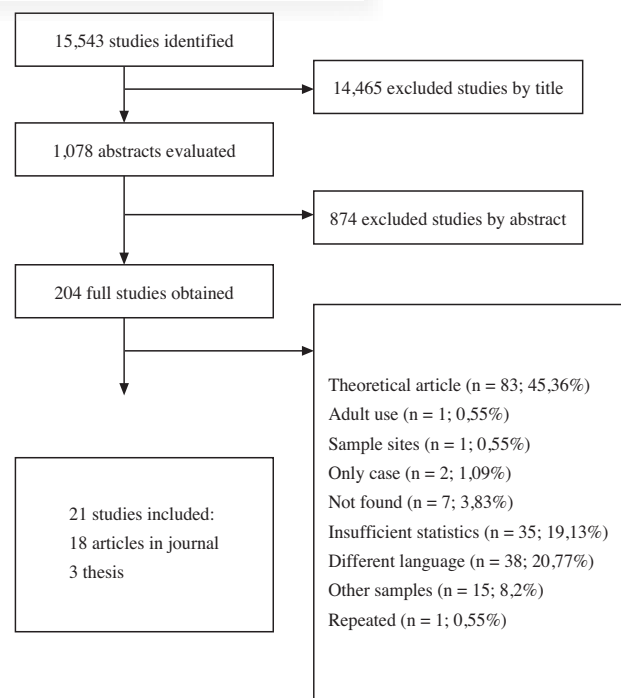 15,543 studies identified
14,465 excluded studies by title
1,078 abstracts evaluated
874 excluded studies by abstract
204 full studies obtained
Theoretical article (n = 83; 45,36%)
Adult use (n = 1; 0,55%)
Sample sites (n = 1; 0,55%)
Only case (n = 2; 1,09%)
Not found (n = 7; 3,83%)
Insufficient statistics (n = 35; 19,13%)
Different language (n = 38; 20,77%)
Other samples (n = 15; 8,2%)
Repeated (n = 1; 0,55%)
21 studies included:
18 articles in journal
3 thesis